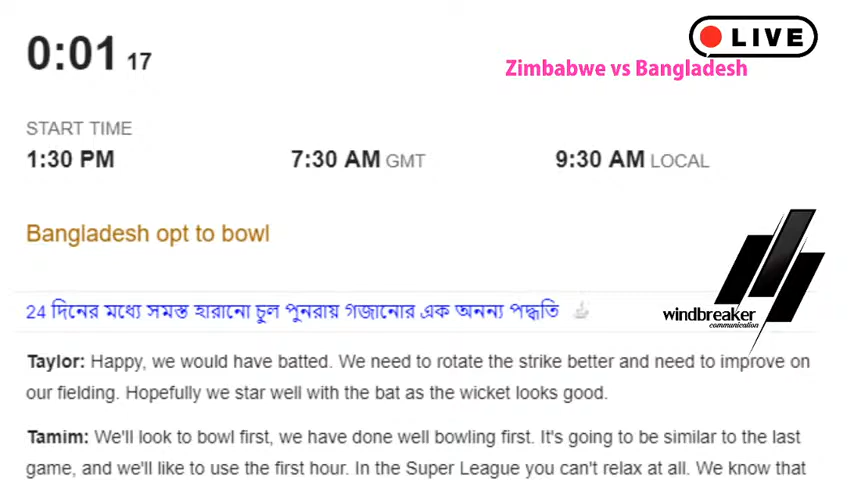 LIVE
0:01 17
Zimbabwe vs Bangladesh
START TIME
1:30 PM 7:30 AM GMT 9:30 AM LOCAL
Bangladesh opt to bowl
24 দিনের মধ্যে সমস্ত হারানো চুল পুনরায় গজানোর এক অনন্য পদ্ধতি
windbreaker
communication
Taylor: Happy, we would have batted. We need to rotate the strike better and need to improve on
our fielding. Hopefully we star well with the bat as the wicket looks good.
Tamim: We'll look to bowl first, we have done well bowling first. It's going to be similar to the last
game, and we'll like to use the first hour. In the Super League you can't relax at all. We know that